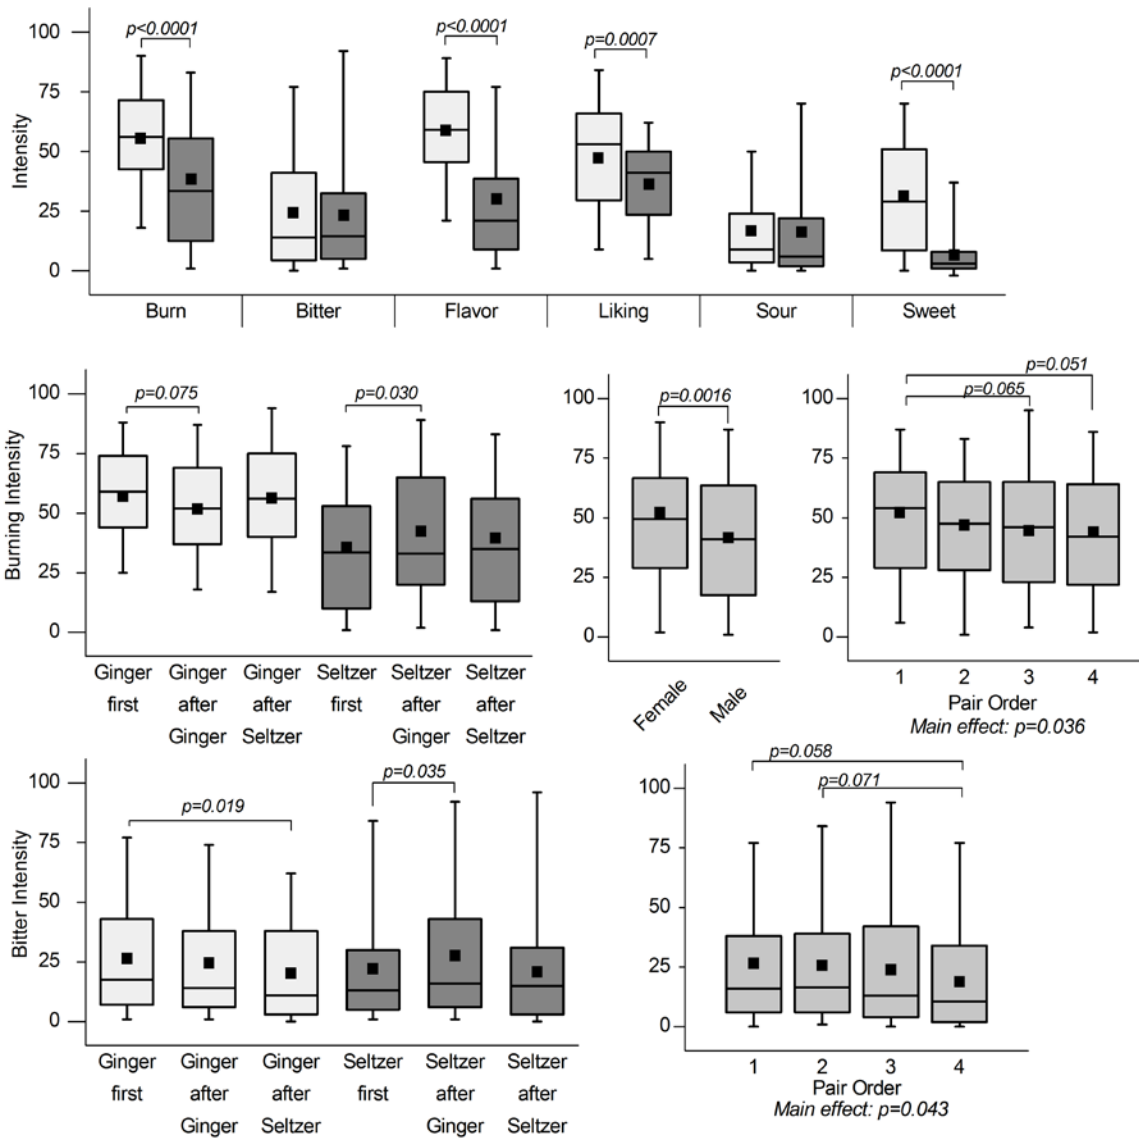 p<0.0001
p<0.0001
p=0.0007
p<0.0001
Intensity
100
75
50
25
0
Burn
Bitter
Flavor
Liking
Sour
Sweet
p=0.075
p=0.030
Burning Intensity
100
75
50
25
0
Ginger first
Ginger after Ginger
Ginger after Seltzer
Seltzer first
Seltzer after Ginger
Seltzer after Seltzer
p=0.0016
100
75
50
25
0
Female
Male
p=0.051
p=0.065
100
75
50
25
0
1
2
3
4
Pair Order
Main effect: p=0.036
p=0.019
p=0.035
Bitter Intensity
100
75
50
25
0
Ginger first
Ginger after Ginger
Ginger after Seltzer
Seltzer first
Seltzer after Ginger
Seltzer after Seltzer
p=0.058
p=0.071
100
75
50
25
0
1
2
3
4
Pair Order
Main effect: p=0.043